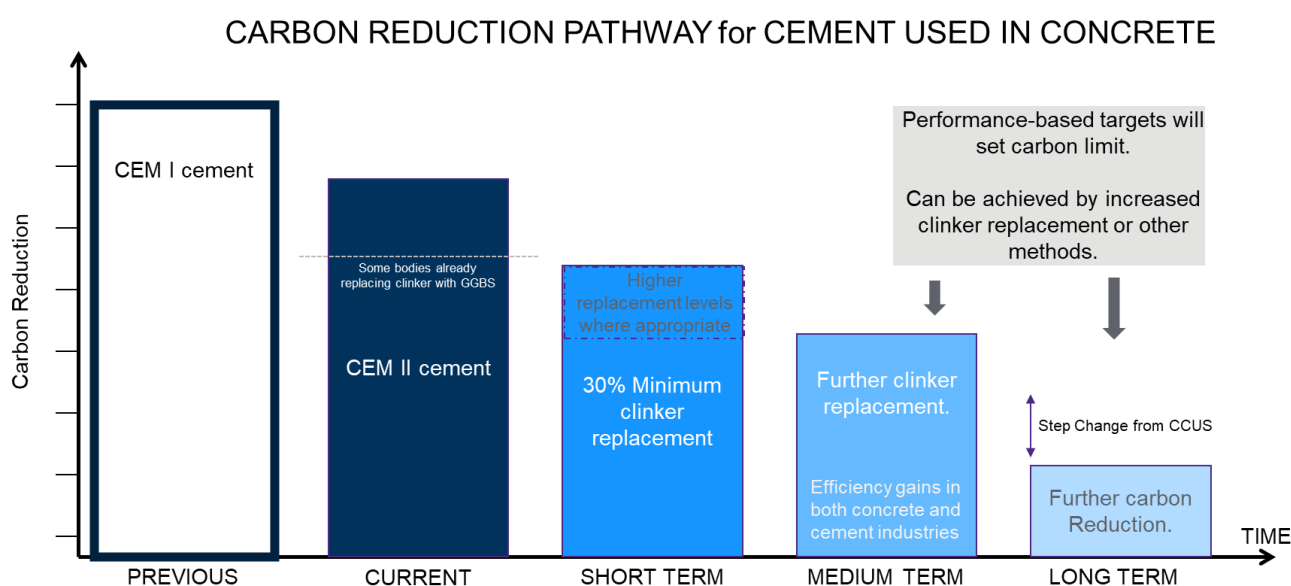 CARBON REDUCTION PATHWAY for CEMENT USED IN CONCRETE
Carbon Reduction
CEM I cement
Some bodies already
replacing clinker with GGBS
CEM II cement
Higher
replacement levels
where appropriate
30% Minimum
clinker
replacement
Performance-based targets will
set carbon limit.
Can be achieved by increased
clinker replacement or other
methods.
Further clinker
replacement.
Efficiency gains in
both concrete and
cement industries
Step Change from CCUS
Further carbon
Reduction.
TIME
PREVIOUS
CURRENT
SHORT TERM
MEDIUM TERM
LONG TERM